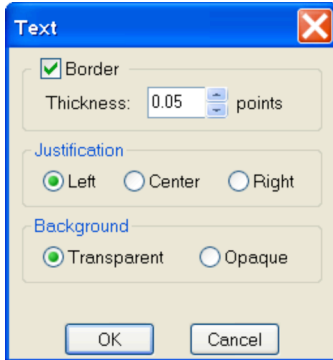 Text
Border
Thickness: 0.05 points
Justification
Left Center Right
Background
Transparent Opaque
OK Cancel